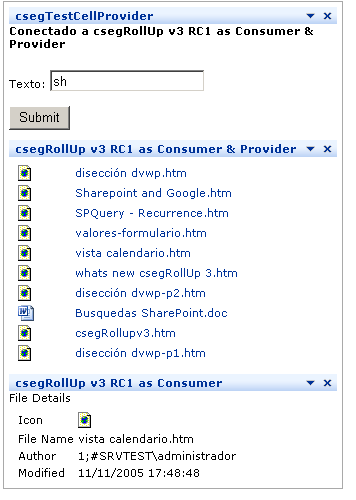 csegTestCellProvider
Conectado a csegRollUp v3 RC1 as Consumer &
Provider
Texto: sh
Submit
csegRollUp v3 RC1 as Consumer & Provider
disección dvwp.htm
Sharepoint and Google.htm
SPQuery - Recurrence.htm
valores-formulario.htm
vista calendario.htm
whats new csegRollUp 3.htm
disección dvwp-p2.htm
Busquedas SharePoint.doc
csegRollupv3.htm
disección dvwp-p1.htm
csegRollUp v3 RC1 as Consumer
File Details
Icon
File Name vista calendario.htm
Author 1;#SRVTEST\administrador
Modified 11/11/2005 17:48:48